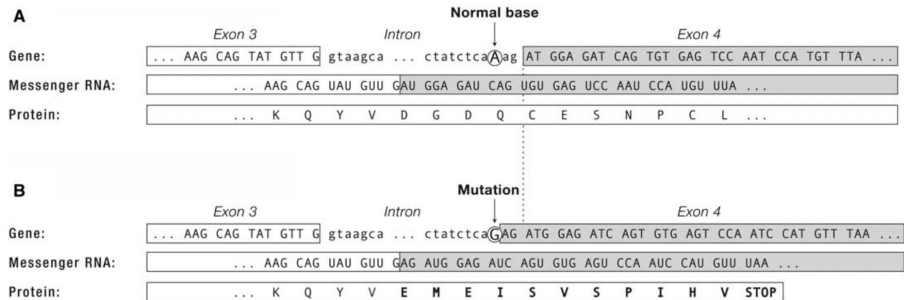 A
Normal base
Exon 3 Intron Exon 4
Gene: ... AAG CAG TAT GTT G gtaagca ... ctatctcaAag AT GGA GAT CAG TGT GAG TCC AAT CCA TGT TTA ...
Messenger RNA: ... AAG CAG UAU GUU GAU GGA GAU CAG UGU GAG UCC AAU CCA UGU UUA ...
Protein: ... K Q Y V D G D Q C E S N P C L ...
B
Mutation
Exon 3 Intron Exon 4
Gene: ... AAG CAG TAT GTT G gtaagca ... ctatctcaGAG ATG GAG ATC AGT GTG AGT CCA ATC CAT GTT TAA ...
Messenger RNA: ... AAG CAG UAU GUU GAG AUG GAG AUC AGU GUG AGU CCA AUC CAU GUU UAA ...
Protein: ... K Q Y V E M E I S V S P I H V STOP